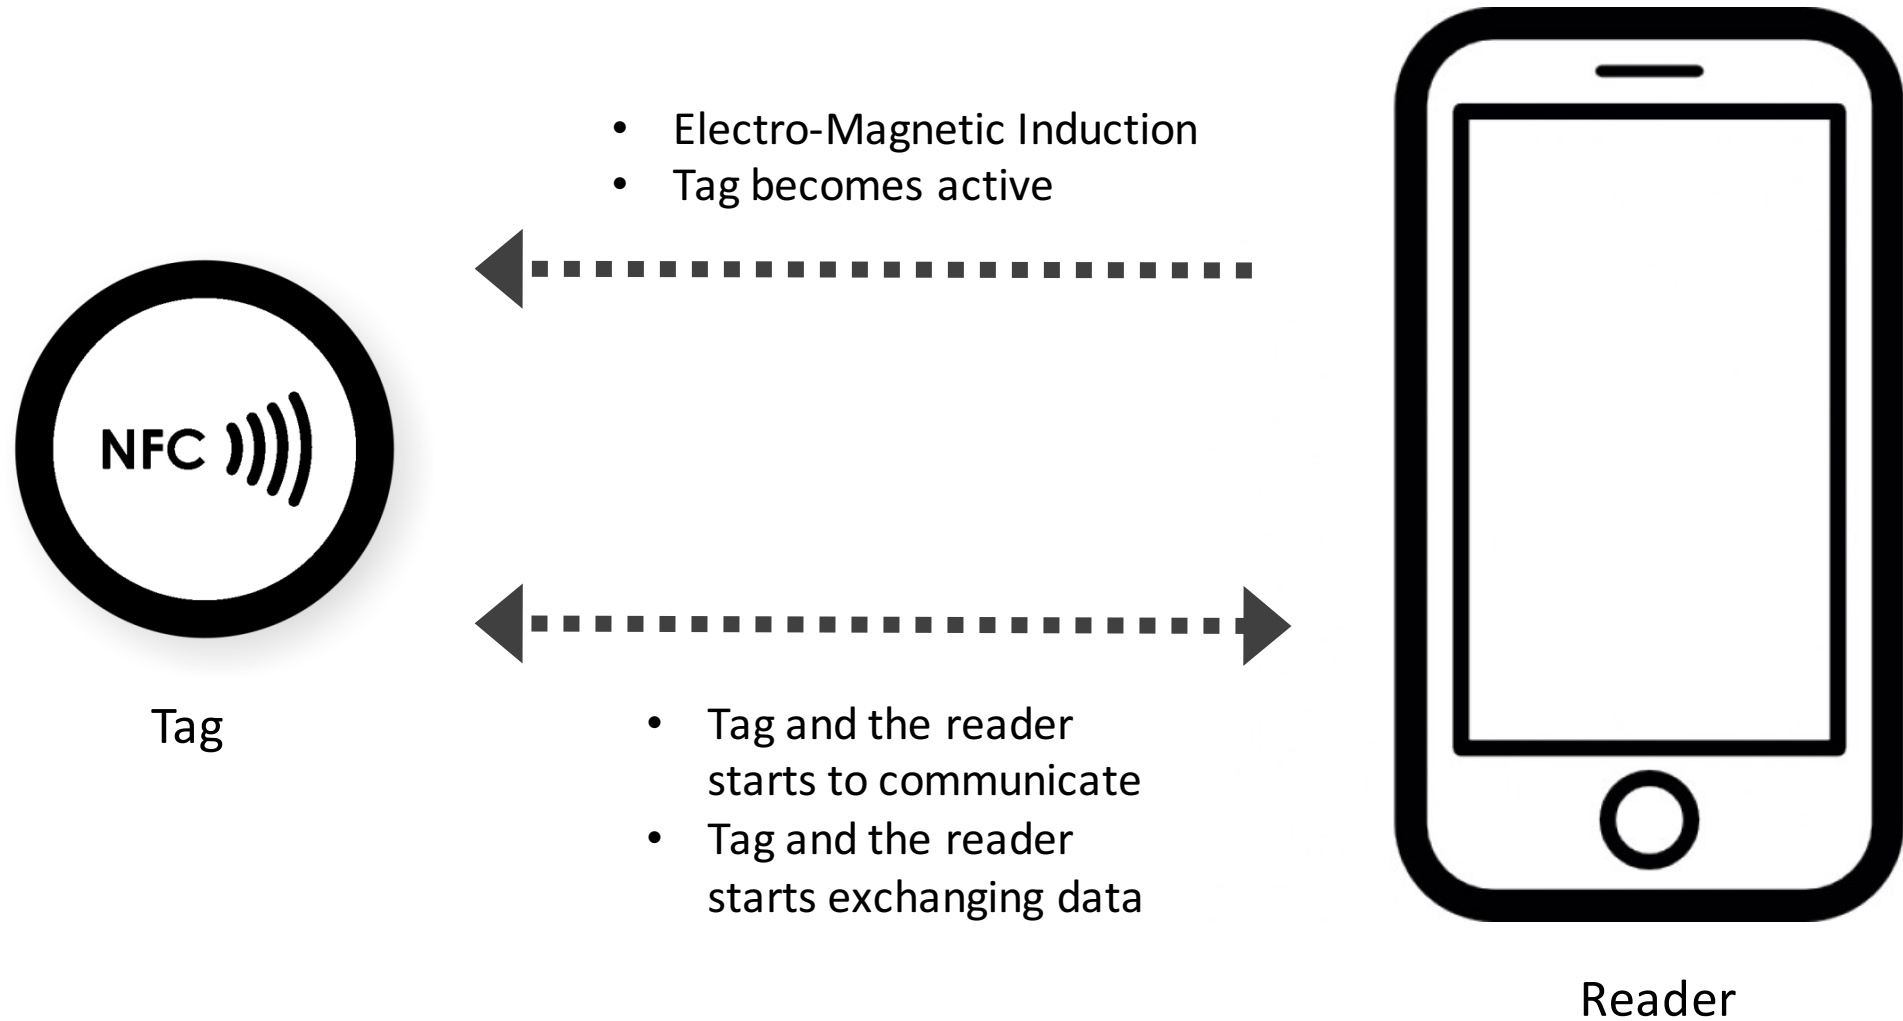 • Electro-Magnetic Induction
• Tag becomes active
NFC
Tag
• Tag and the reader
starts to communicate
• Tag and the reader
starts exchanging data
Reader